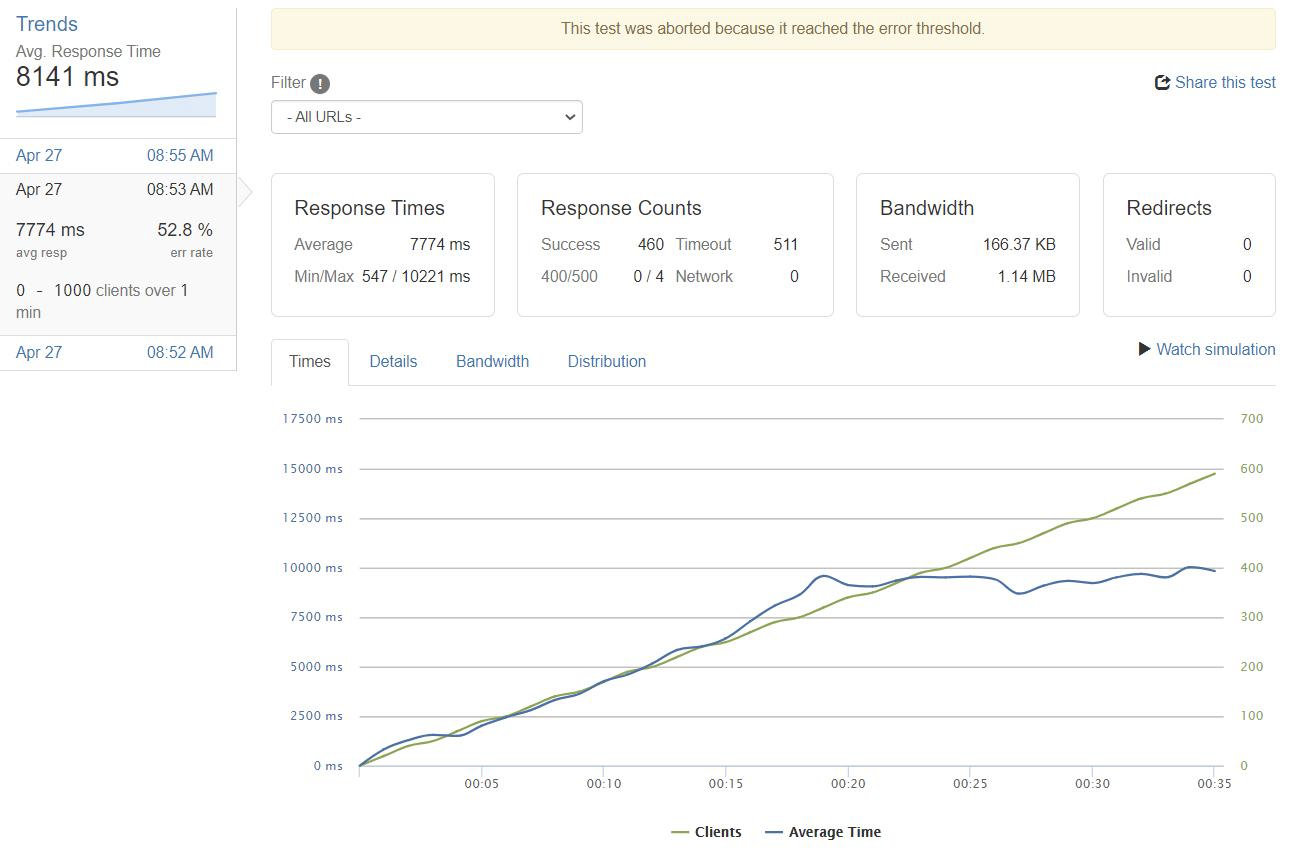 Trends
Avg. Response Time
8141 ms
Apr 27 08:55 AM
Apr 27 08:53 AM
7774 ms 52.8 %
avg resp err rate
0 - 1000 clients over 1
min
Apr 27 08:52 AM
This test was aborted because it reached the error threshold.
Filter !
Share this test
- All URLs -
Response Times
Average 7774 ms
Min/Max 547 / 10221 ms
Response Counts
Success 460 Timeout 511
400/500 0 / 4 Network 0
Bandwidth
Sent 166.37 KB
Received 1.14 MB
Redirects
Valid 0
Invalid 0
Times Details Bandwidth Distribution
Watch simulation
17500 ms 700
15000 ms 600
12500 ms 500
10000 ms 400
7500 ms 300
5000 ms 200
2500 ms 100
0 ms 0
00:05 00:10 00:15 00:20 00:25 00:30 00:35
Clients Average Time